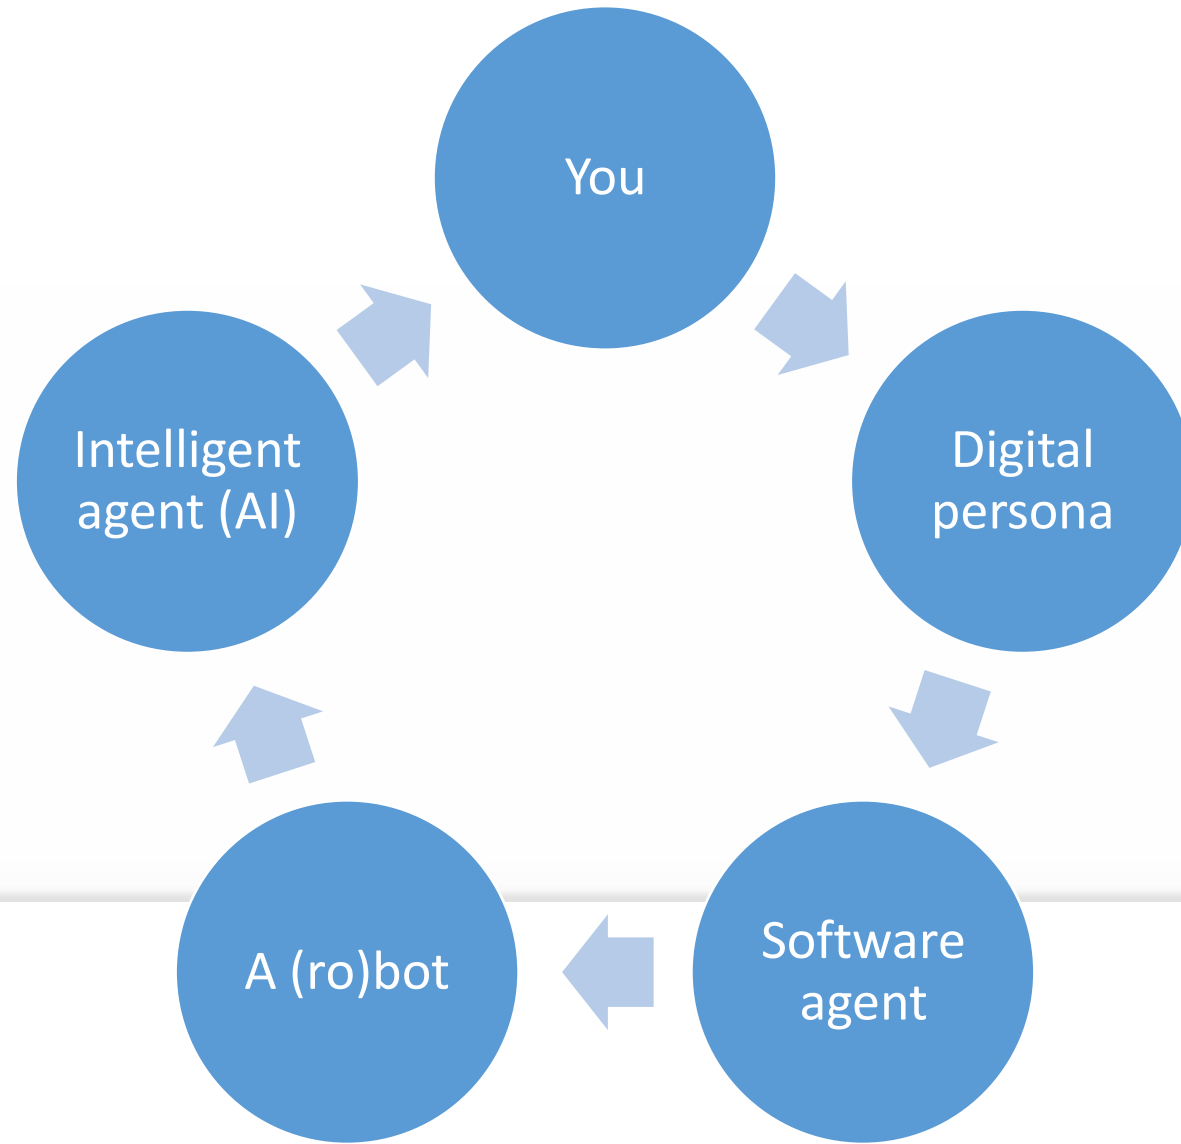 You
Digital
persona
Software
agent
A (ro)bot
Intelligent
agent (AI)